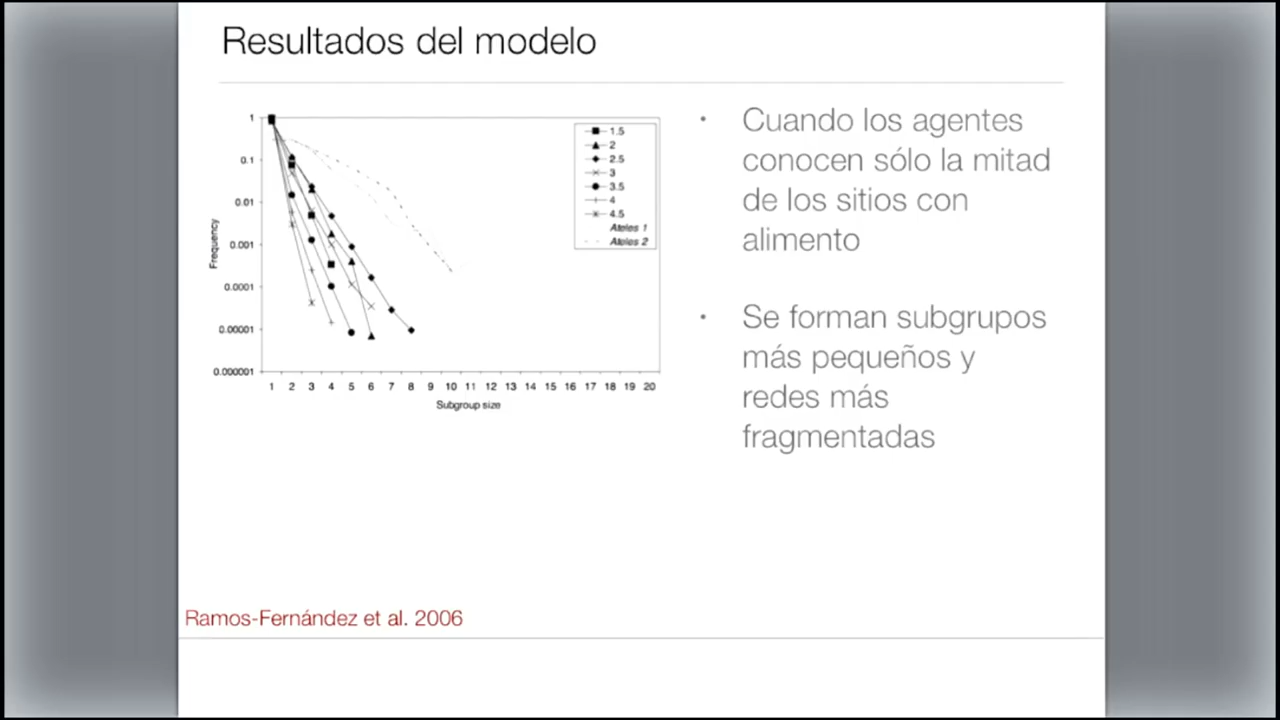 Resultados del modelo
1
0.1
0.01
0.001
0.0001
0.00001
0.000001
Frequency
1 2 3 4 5 6 7 8 9 10 11 12 13 14 15 16 17 18 19 20
Subgroup size
1.5
2
2.5
3
3.5
4
4.5
Ateles 1
Ateles 2
• Cuando los agentes
conocen sólo la mitad
de los sitios con
alimento
• Se forman subgrupos
más pequeños y
redes más
fragmentadas
Ramos-Fernández et al. 2006